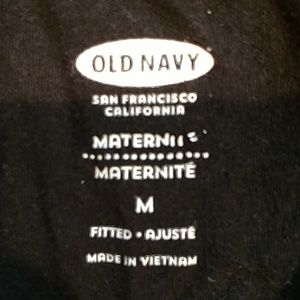 OLD NAVY
SAN FRANCISCO
CALIFORNIA
MATERNITÉ
M
FITTED • AJUSTÉ
MADE IN VIETNAM